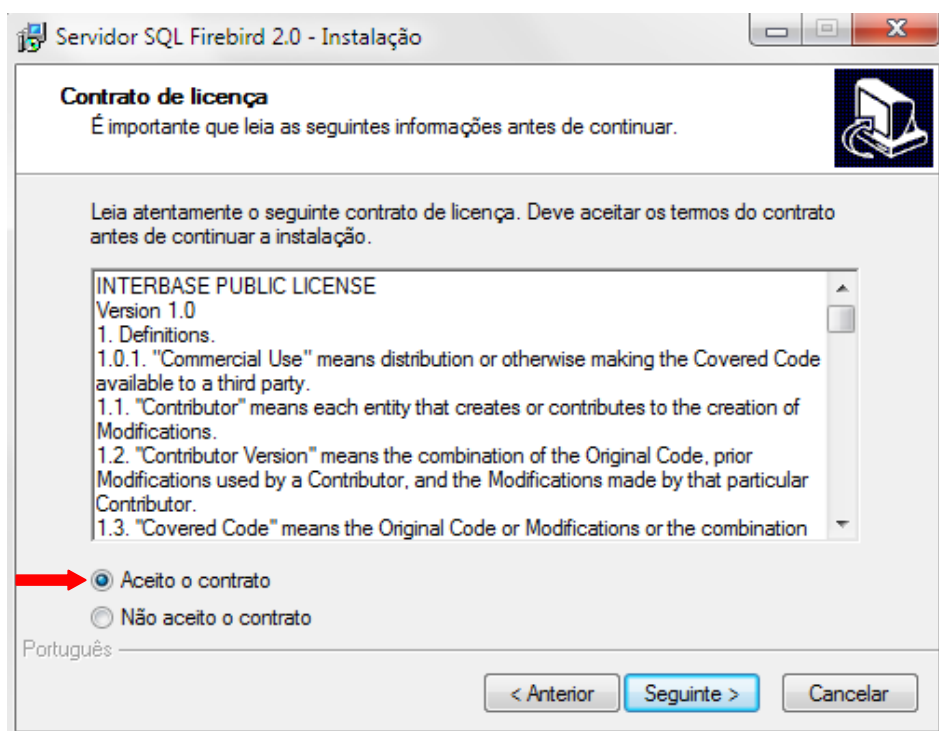 Servidor SQL Firebird 2.0 - Instalação
Contrato de licença
É importante que leia as seguintes informações antes de continuar.
Leia atentamente o seguinte contrato de licença. Deve aceitar os termos do contrato
antes de continuar a instalação.
INTERBASE PUBLIC LICENSE
Version 1.0
1. Definitions.
1.0.1. "Commercial Use" means distribution or otherwise making the Covered Code
available to a third party.
1.1. "Contributor" means each entity that creates or contributes to the creation of
Modifications.
1.2. "Contributor Version" means the combination of the Original Code, prior
Modifications used by a Contributor, and the Modifications made by that particular
Contributor.
1.3. "Covered Code" means the Original Code or Modifications or the combination
Aceito o contrato
Não aceito o contrato
Português
< Anterior
Seguinte >
Cancelar